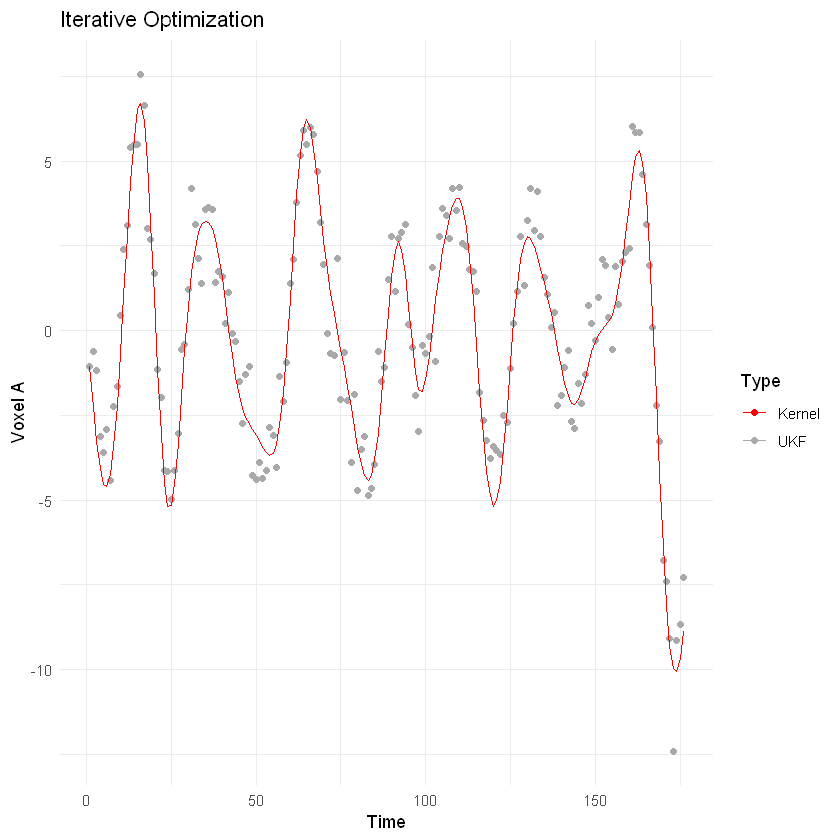 Iterative Optimization
Voxel A
5
0
-5
-10
0 50 100 150
Time
Type
Kernel
UKF